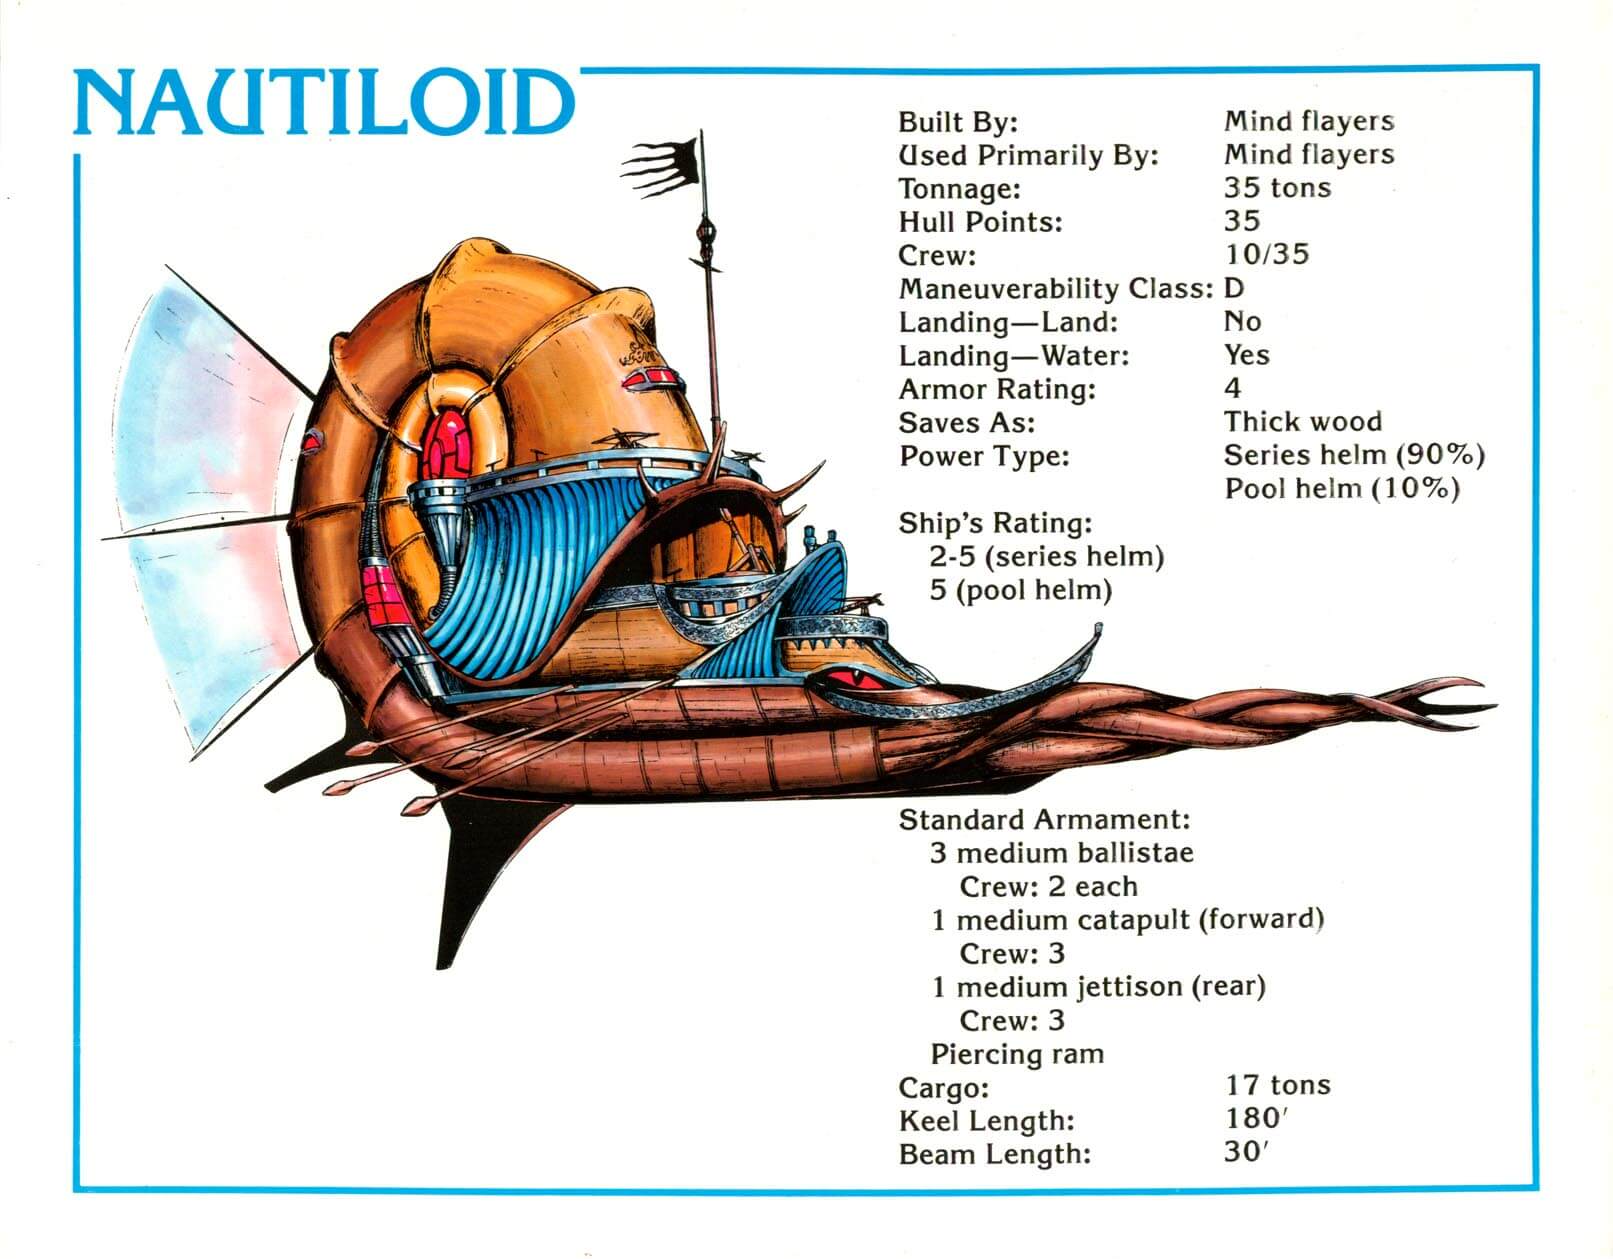 NAUTILOID
Built By: Mind flayers
Used Primarily By: Mind flayers
Tonnage: 35 tons
Hull Points: 35
Crew: 10/35
Maneuverability Class: D
Landing—Land: No
Landing—Water: Yes
Armor Rating: 4
Saves As: Thick wood
Power Type: Series helm (90%)
Pool helm (10%)
Ship's Rating:
2-5 (series helm)
5 (pool helm)
Standard Armament:
3 medium ballistae
Crew: 2 each
1 medium catapult (forward)
Crew: 3
1 medium jettison (rear)
Crew: 3
Piercing ram
Cargo: 17 tons
Keel Length: 180'
Beam Length: 30'